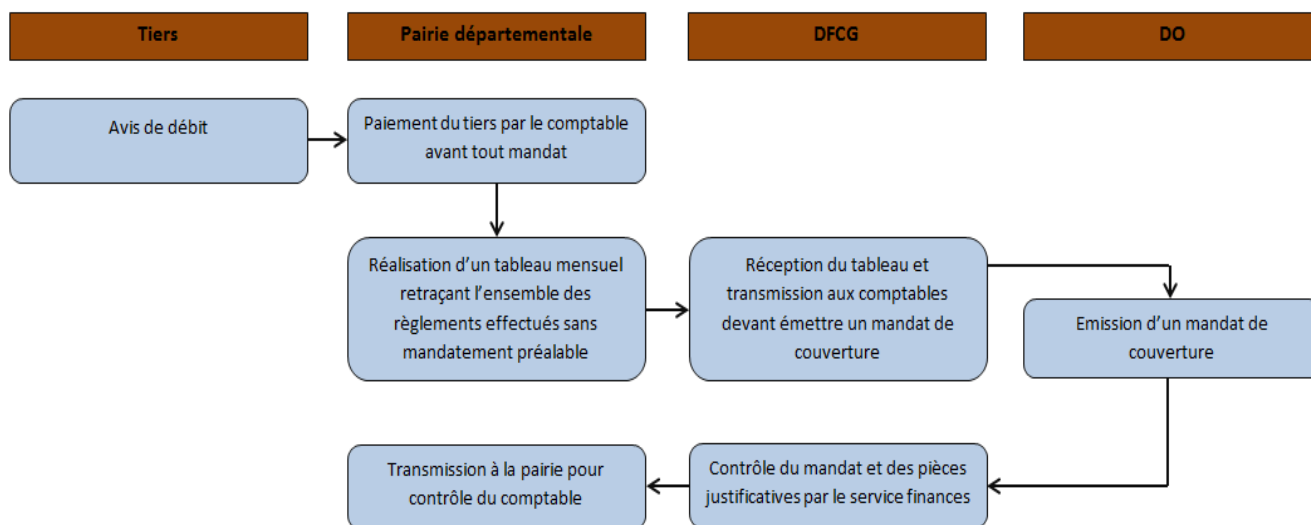 Tiers
Pairie départementale
DFCG
DO
Avis de débit
Paiement du tiers par le comptable
avant tout mandat
Réalisation d’un tableau mensuel
retraçant l’ensemble des
règlements effectués sans
mandatement préalable
Réception du tableau et
transmission aux comptables
devant émettre un mandat de
couverture
Emission d’un mandat de
couverture
Transmission à la pairie pour
contrôle du comptable
Contrôle du mandat et des pièces
justificatives par le service finances